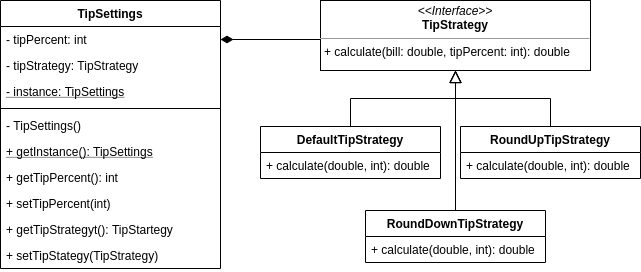 TipSettings
- tipPercent: int
- tipStrategy: TipStrategy
- instance: TipSettings
- TipSettings()
+ getInstance(): TipSettings
+ getTipPercent(): int
+ setTipPercent(int)
+ getTipStrategyt(): TipStartegy
+ setTipStategy(TipStrategy)
<<Interface>>
TipStrategy
+ calculate(bill: double, tipPercent: int): double
DefaultTipStrategy
+ calculate(double, int): double
RoundUpTipStrategy
+ calculate(double, int): double
RoundDownTipStrategy
+ calculate(double, int): double